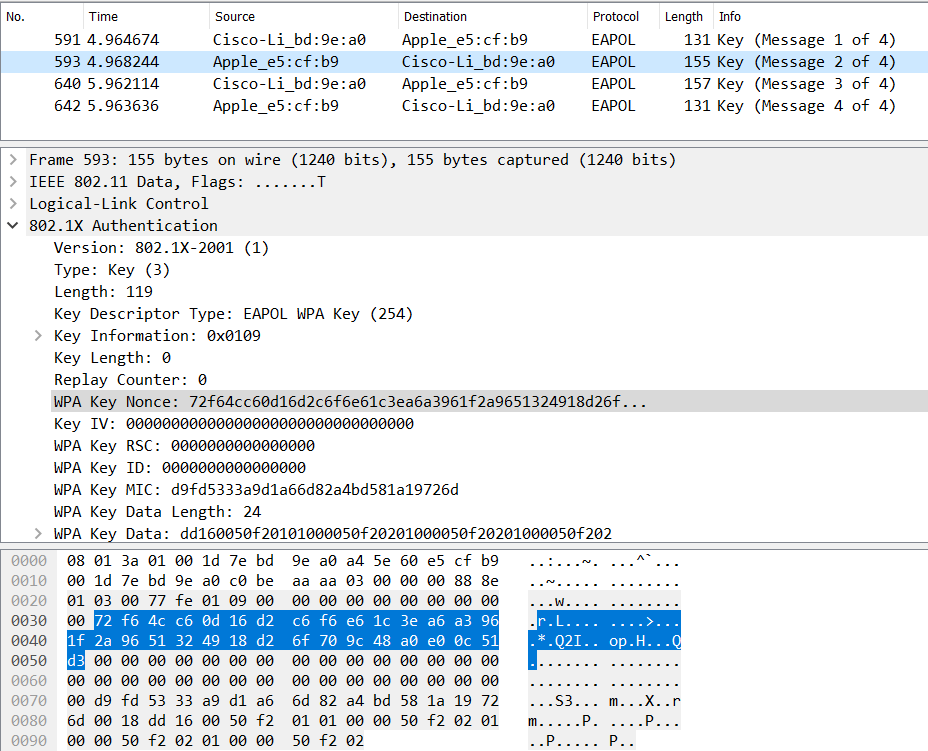 No. Time Source Destination Protocol Length Info
591 4.964674 Cisco-Li_bd:9e:a0 Apple_e5:cf:b9 EAPOL 131 Key (Message 1 of 4)
593 4.968244 Apple_e5:cf:b9 Cisco-Li_bd:9e:a0 EAPOL 155 Key (Message 2 of 4)
640 5.962114 Cisco-Li_bd:9e:a0 Apple_e5:cf:b9 EAPOL 157 Key (Message 3 of 4)
642 5.963636 Apple_e5:cf:b9 Cisco-Li_bd:9e:a0 EAPOL 131 Key (Message 4 of 4)
Frame 593: 155 bytes on wire (1240 bits), 155 bytes captured (1240 bits)
IEEE 802.11 Data, Flags: .......T
Logical-Link Control
802.1X Authentication
Version: 802.1X-2001 (1)
Type: Key (3)
Length: 119
Key Descriptor Type: EAPOL WPA Key (254)
Key Information: 0x0109
Key Length: 0
Replay Counter: 0
WPA Key Nonce: 72f64cc60d16d2c6f6e61c3ea6a3961f2a9651324918d26f...
Key IV: 00000000000000000000000000000000
WPA Key RSC: 0000000000000000
WPA Key ID: 0000000000000000
WPA Key MIC: d9fd5333a9d1a66d82a4bd581a19726d
WPA Key Data Length: 24
WPA Key Data: dd160050f20101000050f20201000050f20201000050f202
0000 08 01 3a 01 00 1d 7e bd 9e a0 a4 5e 60 e5 cf b9 ..:...~. ...^`...
0010 00 1d 7e bd 9e a0 c0 be aa aa 03 00 00 00 88 8e ..~..... ........
0020 01 03 00 77 fe 01 09 00 00 00 00 00 00 00 00 00 ...w.... ........
0030 00 72 f6 4c c6 0d 16 d2 c6 f6 e6 1c 3e a6 a3 96 .r.L.... ....>...
0040 1f 2a 96 51 32 49 18 d2 6f 70 9c 48 a0 e0 0c 51 .*.Q2I.. op.H...Q
0050 d3 00 00 00 00 00 00 00 00 00 00 00 00 00 00 00 ........ ........
0060 00 00 00 00 00 00 00 00 00 00 00 00 00 00 00 00 ........ ........
0070 00 d9 fd 53 33 a9 d1 a6 6d 82 a4 bd 58 1a 19 72 ...S3... m...X..r
0080 6d 00 18 dd 16 00 50 f2 01 01 00 00 50 f2 02 01 m.....P. ....P...
0090 00 00 50 f2 02 01 00 00 50 f2 02 ..P..... P..